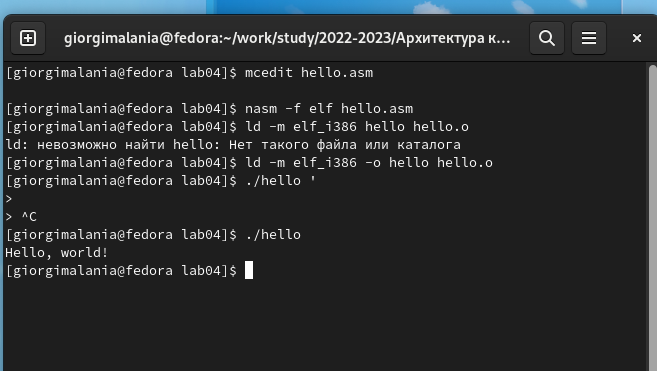 giorgimalania@fedora:~/work/study/2022-2023/Архитектура к...
[giorgimalania@fedora lab04]$ mcedit hello.asm
[giorgimalania@fedora lab04]$ nasm -f elf hello.asm
[giorgimalania@fedora lab04]$ ld -m elf_i386 hello hello.o
ld: невозможно найти hello: Нет такого файла или каталога
[giorgimalania@fedora lab04]$ ld -m elf_i386 -o hello hello.o
[giorgimalania@fedora lab04]$ ./hello '
>
> ^C
[giorgimalania@fedora lab04]$ ./hello
Hello, world!
[giorgimalania@fedora lab04]$